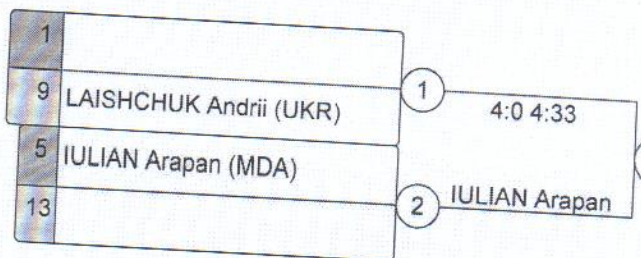 1
9 LAISHCHUK Andrii (UKR)
1
4:0 4:33
5 IULIAN Arapan (MDA)
13
2
IULIAN Arapan